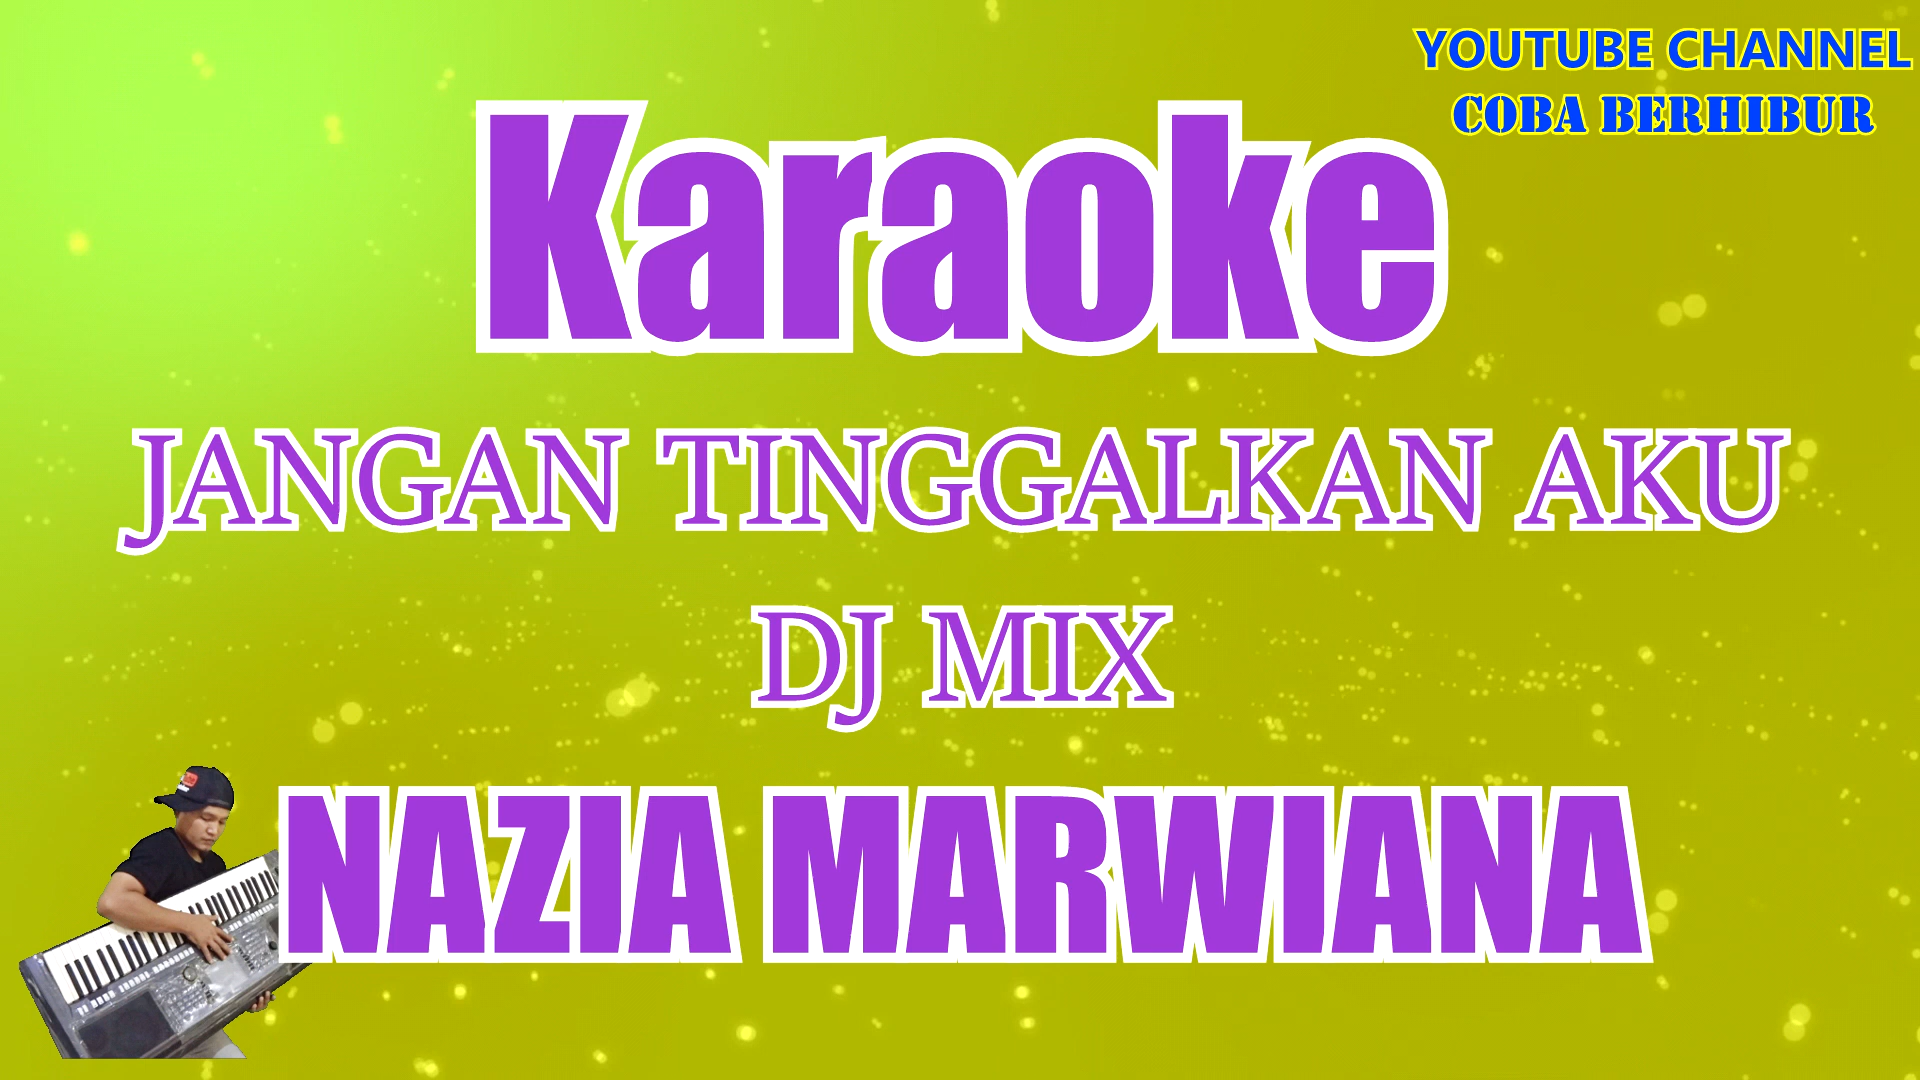 YOUTUBE CHANNEL
COBA BERHIBUR
Karaoke
JANGAN TINGGALKAN AKU
DJ MIX
NAZIA MARWIANA